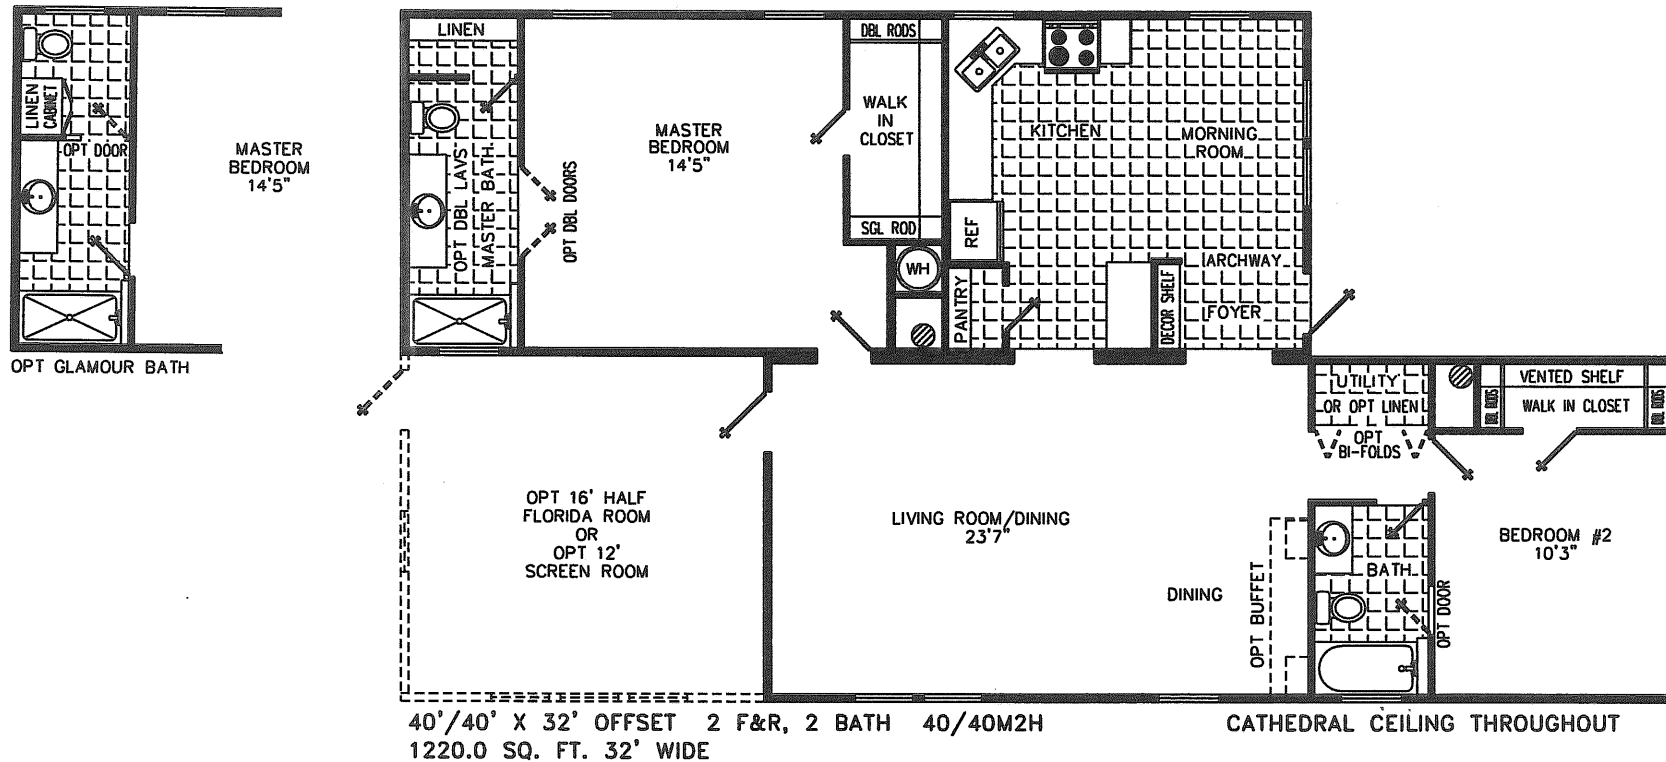 LINEN
CABINET
OPT DOOR
MASTER
BEDROOM
14'5"
OPT GLAMOUR BATH
LINEN
OPT DBL LAVS
MASTER BATH
OPT DBL DOORS
MASTER
BEDROOM
14'5"
DBL RODS
WALK
IN
CLOSET
SGL ROD
WH
KITCHEN
MORNING
ROOM
REF
PANTRY
DECOR SHELF
ARCHWAY
FOYER
UTILITY
OR OPT LINEN
OPT
BI-FOLDS
VENTED SHELF
DBL RODS
WALK IN CLOSET
DBL RODS
OPT 16' HALF
FLORIDA ROOM
OR
OPT 12'
SCREEN ROOM
LIVING ROOM/DINING
23'7"
DINING
OPT BUFFET
BATH
OPT DOOR
BEDROOM #2
10'3"
40'/40' X 32' OFFSET 2 F&R, 2 BATH 40/40M2H
CATHEDRAL CEILING THROUGHOUT
1220.0 SQ. FT. 32' WIDE